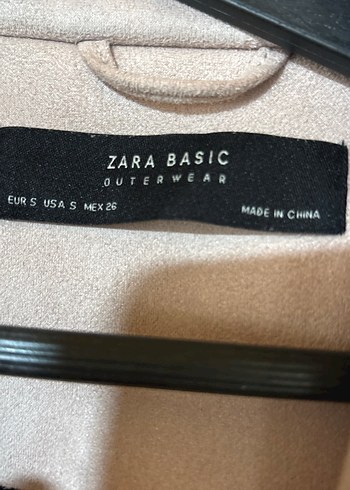 ZARA BASIC
OUTERWEAR
EUR S USA S MEX 26
MADE IN CHINA